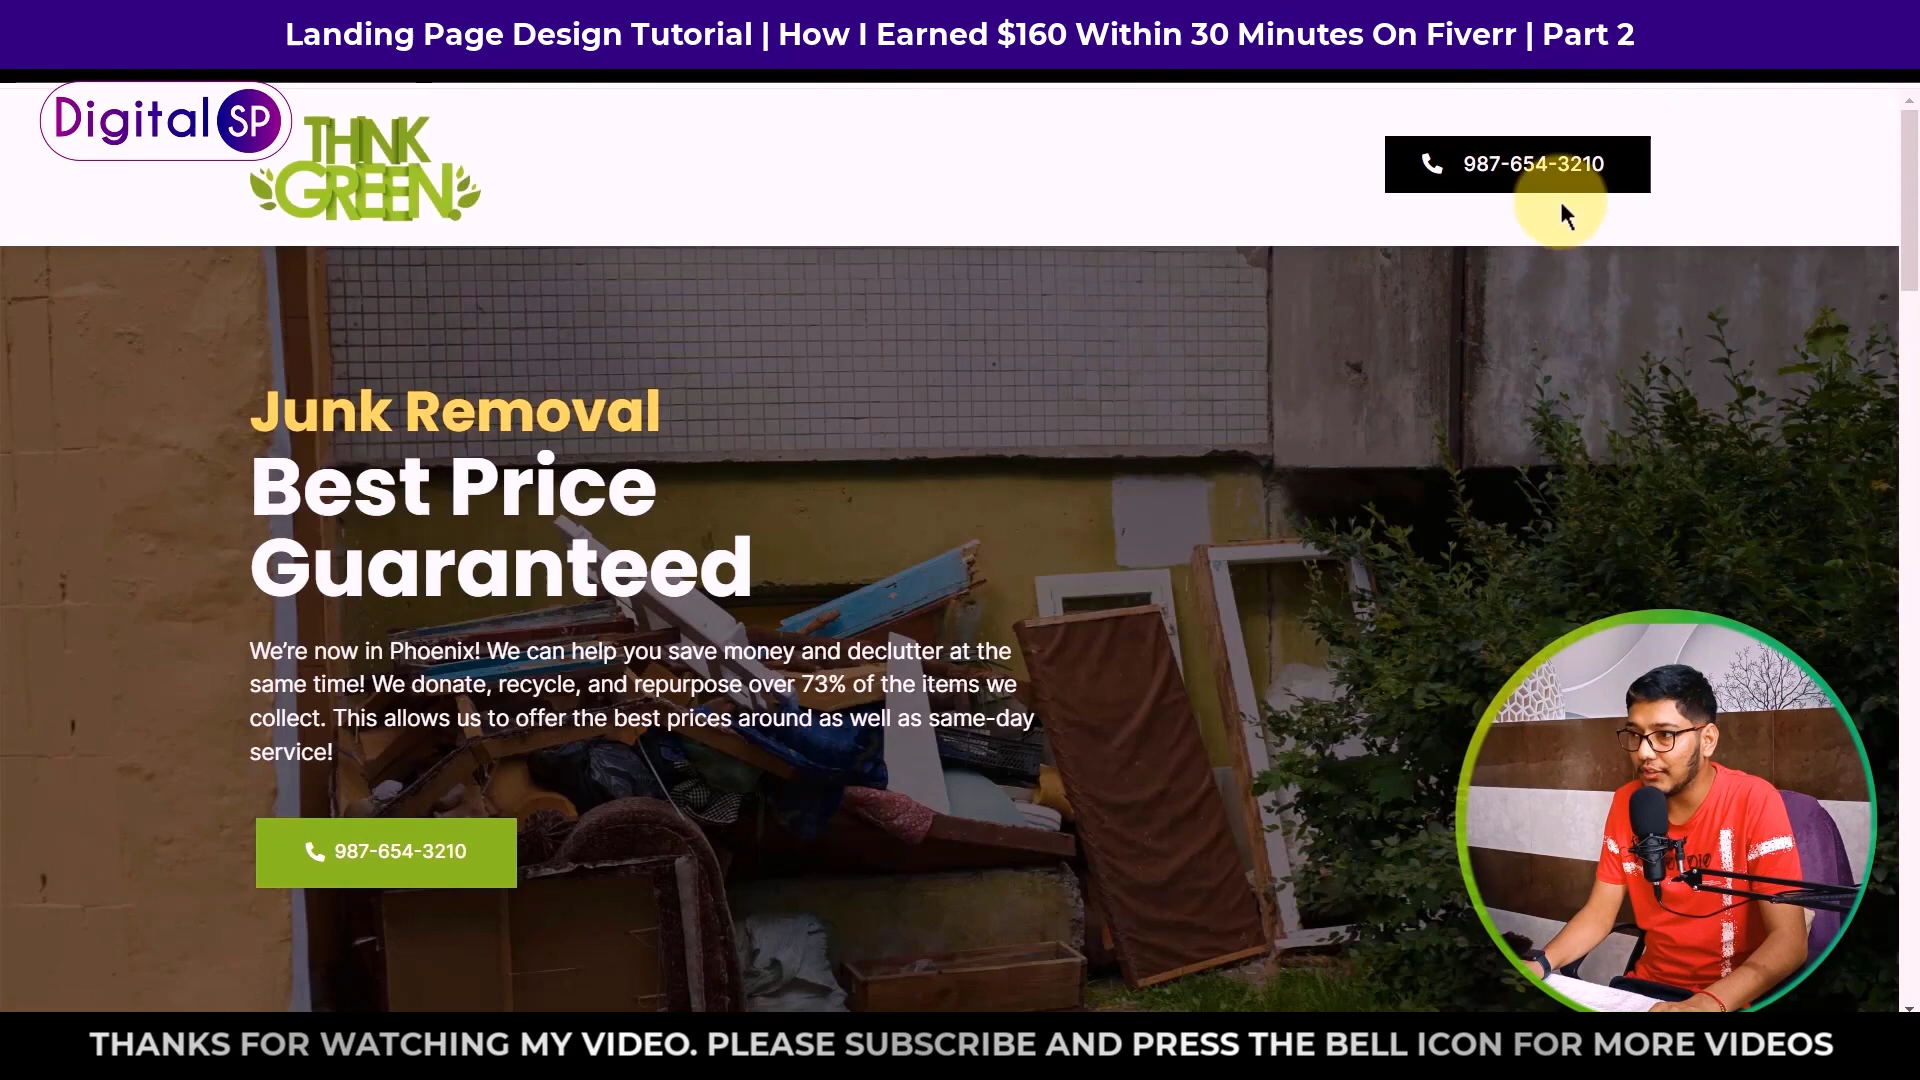 Landing Page Design Tutorial | How I Earned $160 Within 30 Minutes On Fiverr | Part 2
Digital SP
THINK
GREEN
987-654-3210
Junk Removal
Best Price
Guaranteed
We’re now in Phoenix! We can help you save money and declutter at the
same time! We donate, recycle, and repurpose over 73% of the items we
collect. This allows us to offer the best prices around as well as same-day
service!
987-654-3210
THANKS FOR WATCHING MY VIDEO. PLEASE SUBSCRIBE AND PRESS THE BELL ICON FOR MORE VIDEOS